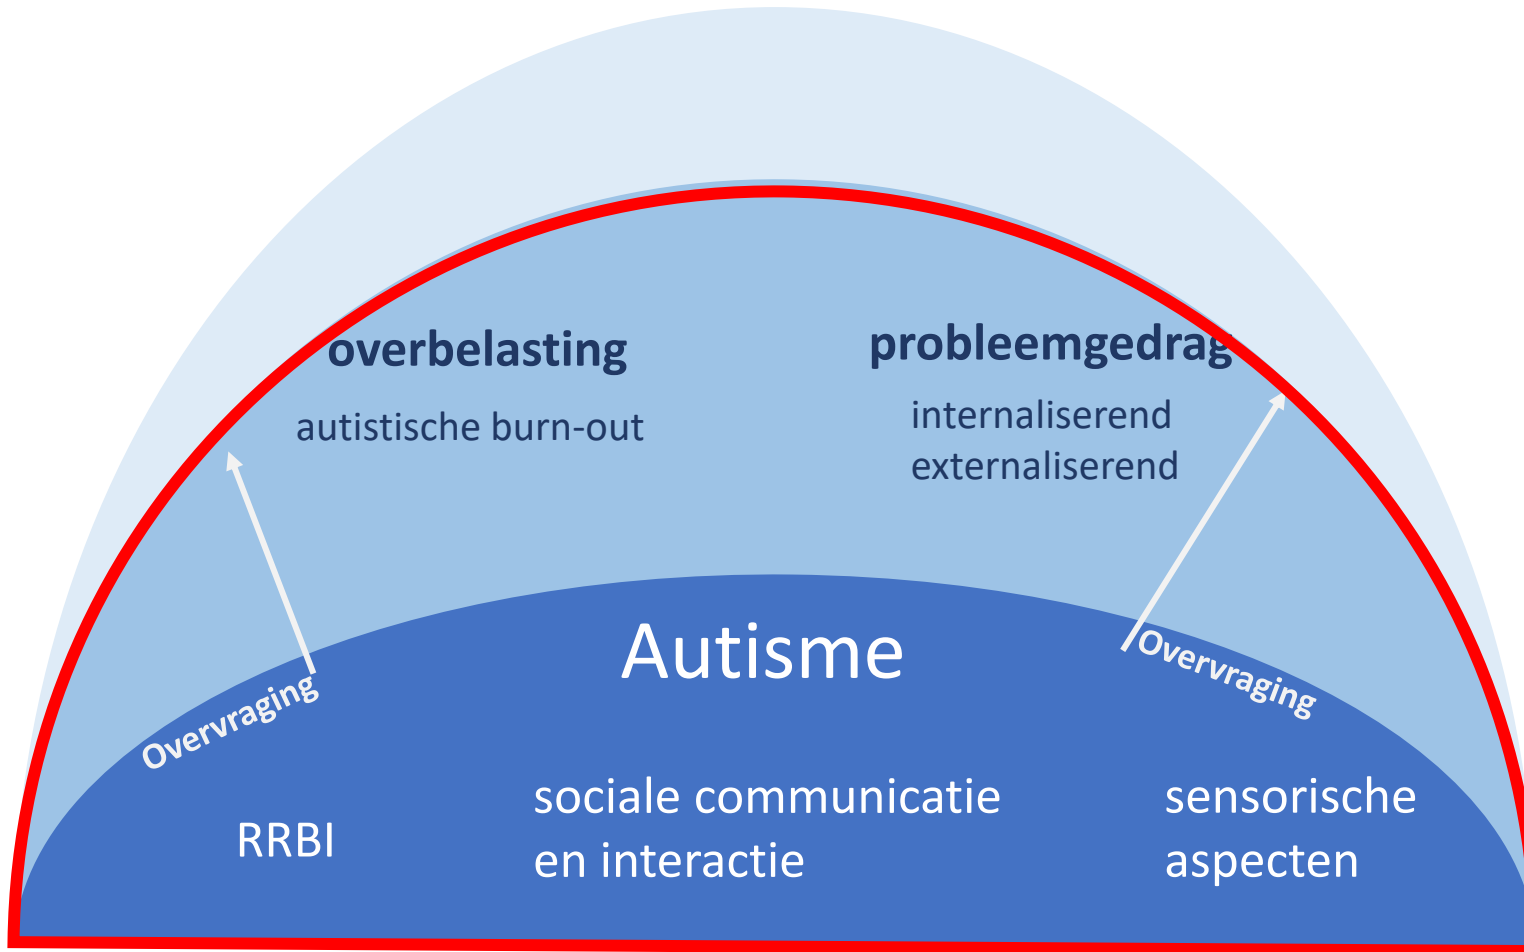 overbelasting
autistische burn-out
probleemgedrag
internaliserend
externaliserend
Autisme
Overvraging
Overvraging
RRBI
sociale communicatie
en interactie
sensorische
aspecten